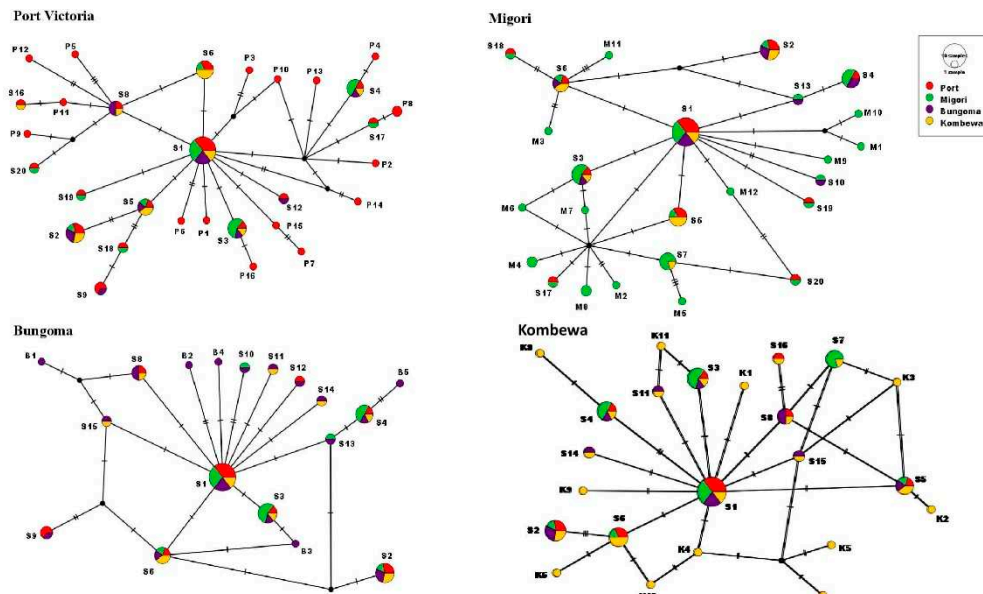 Port Victoria
P12
P5
S6
P3
P10
P13
P4
S8
S4
P8
S16
P11
S17
P9
S1
P2
S20
S19
S5
S12
P14
S2
P6
P1
S3
P15
S18
P7
P16
S9
Migori
S18
M11
S2
S6
S4
S13
S1
M10
M3
M1
M9
S3
S10
M12
S19
M6
M7
S5
M4
S7
S17
M8
M2
M5
S20
Port
Migori
Bungoma
Kombewa
Bungoma
B1
S8
B2
B4
S10
S11
S12
S14
B5
S4
S15
S13
S1
S3
S9
B3
S6
S2
Kombewa
K8
K11
S3
K1
S16
S7
K3
S11
S8
S4
S14
S15
K9
S1
S5
K2
S2
S6
K4
K5
K6